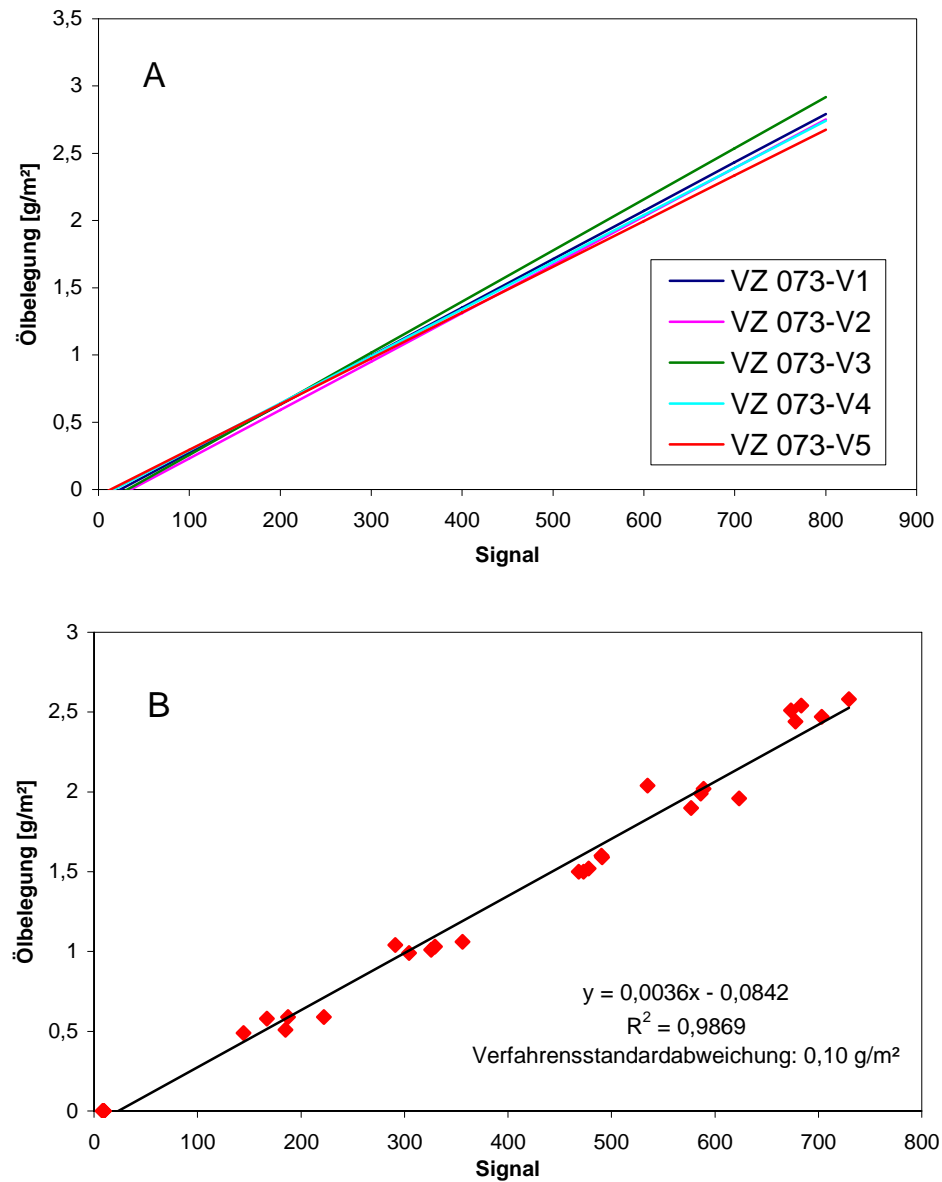 A
3,5
3
2,5
2
1,5
1
0,5
0
Ölbelegung [g/m²]
0 100 200 300 400 500 600 700 800 900
Signal
VZ 073-V1
VZ 073-V2
VZ 073-V3
VZ 073-V4
VZ 073-V5
B
3
2,5
2
1,5
1
0,5
0
Ölbelegung [g/m²]
y = 0,0036x - 0,0842
R² = 0,9869
Verfahrensstandardabweichung: 0,10 g/m²
0 100 200 300 400 500 600 700 800
Signal